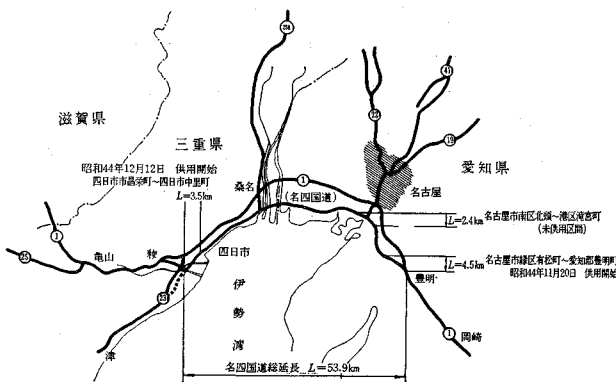 滋賀県
三重県
昭和44年12月12日 供用開始
四日市市昌栄町〜四日市市中里町
L=3.5km
桑名
(名四国道)
1
22
41
19
愛知県
名古屋
L=2.4km
名古屋市南区北頭〜港区滝宮町
(未供用区間)
L=4.5km
名古屋市緑区有松町〜愛知郡豊明町
昭和44年11月20日 供用開始
豊明
1
岡崎
1
25
亀山
四日市
23
津
伊勢湾
名四国道総延長 L=53.9km